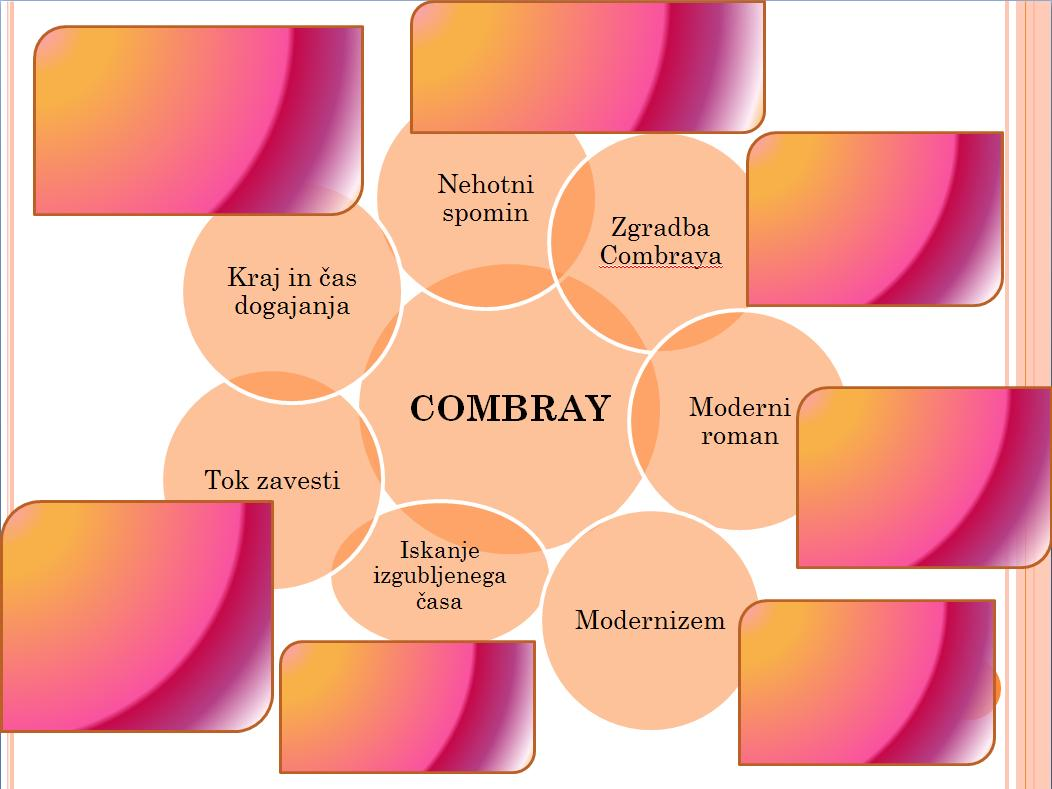 Nehotni
spomin
Zgradba
Combraya
Kraj in čas
dogajanja
COMBRAY
Moderni
roman
Tok zavesti
Iskanje
izgubljenega
časa
Modernizem